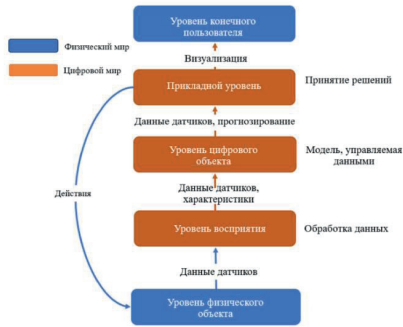 Уровень конечного
пользователя
Физический мир
Цифровой мир
Визуализация
Прикладной уровень
Принятие решений
Данные датчиков, прогнозирование
Уровень цифрового
объекта
Модель, управляемая
данными
Данные датчиков,
характеристики
Действия
Уровень восприятия
Обработка данных
Данные датчиков
Уровень физического
объекта